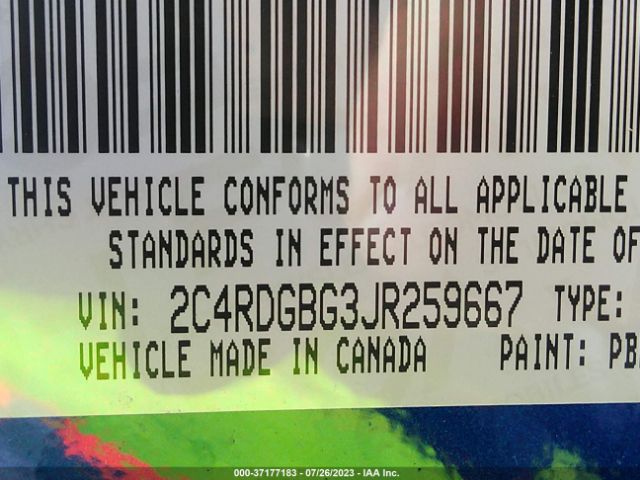 THIS VEHICLE CONFORMS TO ALL APPLICABLE
STANDARDS IN EFFECT ON THE DATE OF
VIN: 2C4RDGBG3JR259667 TYPE:
VEHICLE MADE IN CANADA PAINT: PB
000-37177183 - 07/26/2023 - IAA Inc.